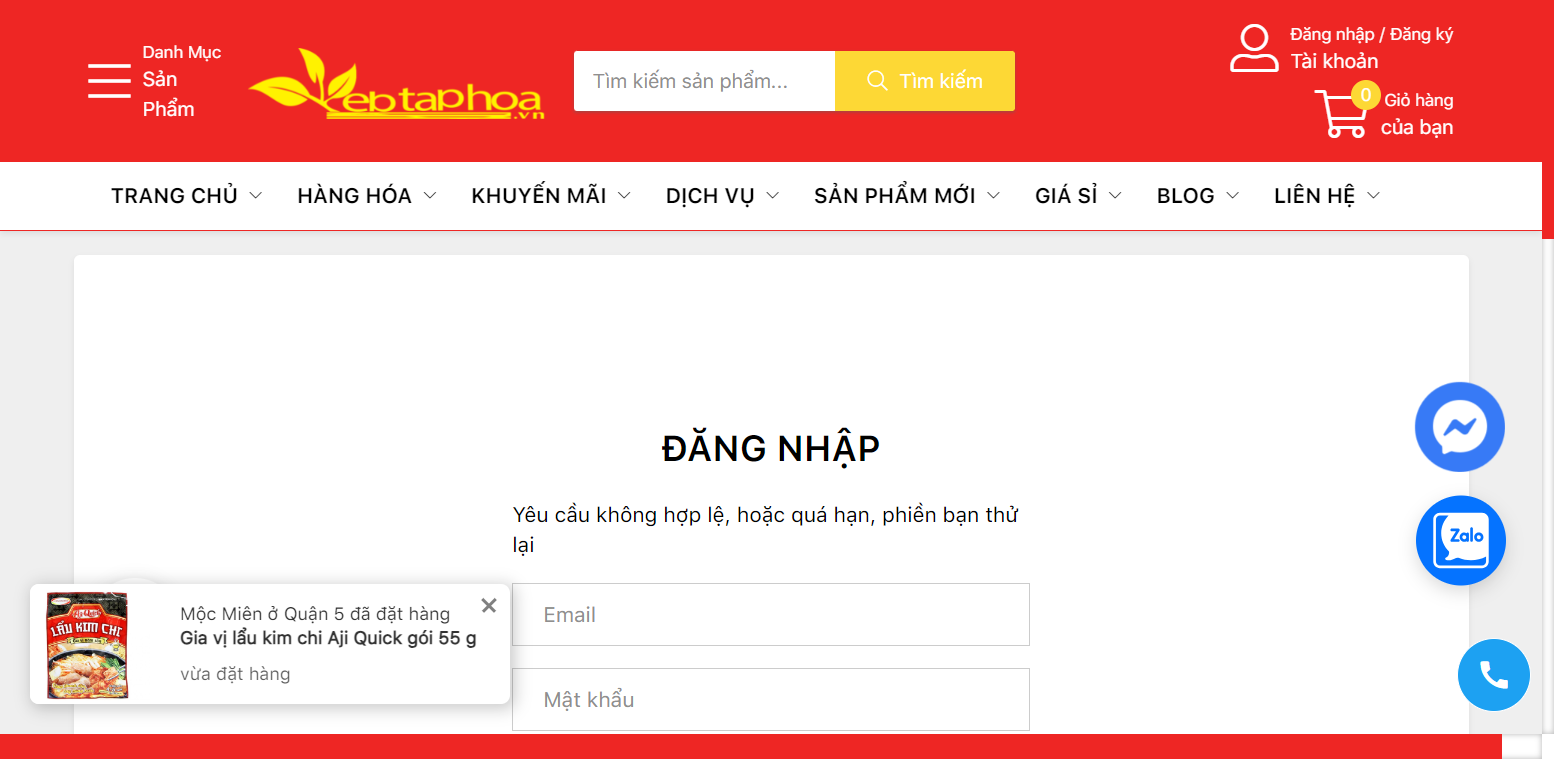 Danh Mục
Sản
Phẩm
ebtaphoa
.vn
Tìm kiếm sản phẩm...
Tìm kiếm
Đăng nhập / Đăng ký
Tài khoản
0
Giỏ hàng
của bạn
TRANG CHỦ HÀNG HÓA KHUYẾN MÃI DỊCH VỤ SẢN PHẨM MỚI GIÁ SỈ BLOG LIÊN HỆ
ĐĂNG NHẬP
Yêu cầu không hợp lệ, hoặc quá hạn, phiền bạn thử
lại
Email
Mật khẩu
Mộc Miên ở Quận 5 đã đặt hàng
Gia vị lẩu kim chi Aji Quick gói 55 g
vừa đặt hàng
LẨU KIM CHI
Zalo